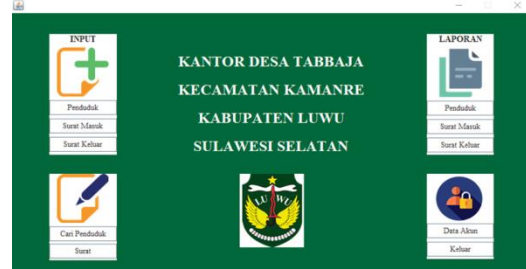 INPUT
Penduduk
Surat Masuk
Surat Keluar
Cari Penduduk
Surat
KANTOR DESA TABBAJA
KECAMATAN KAMANRE
KABUPATEN LUWU
SULAWESI SELATAN
LUWU
LAPORAN
Penduduk
Surat Masuk
Surat Keluar
Data Akun
Keluar